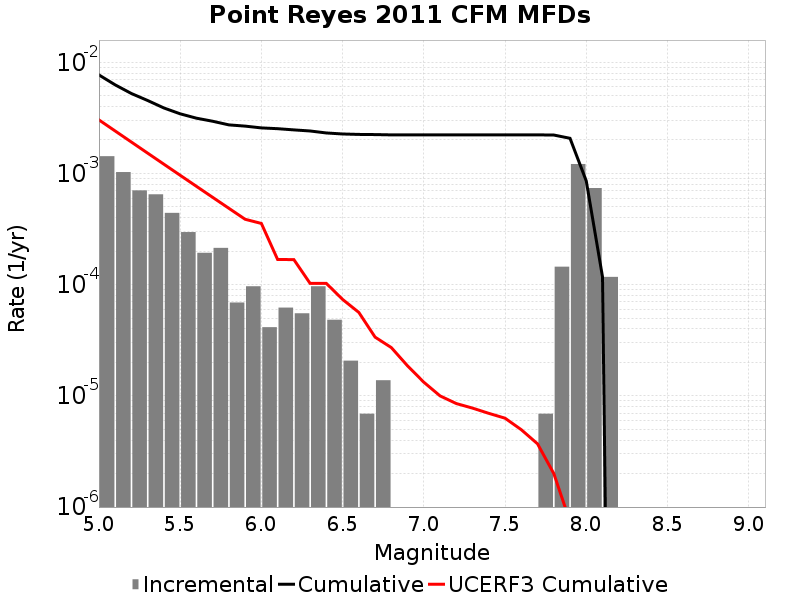 Point Reyes 2011 CFM MFDs
10-2
10-3
10-4
10-5
10-6
Rate (1/yr)
5.0 5.5 6.0 6.5 7.0 7.5 8.0 8.5 9.0
Magnitude
Incremental Cumulative UCERF3 Cumulative